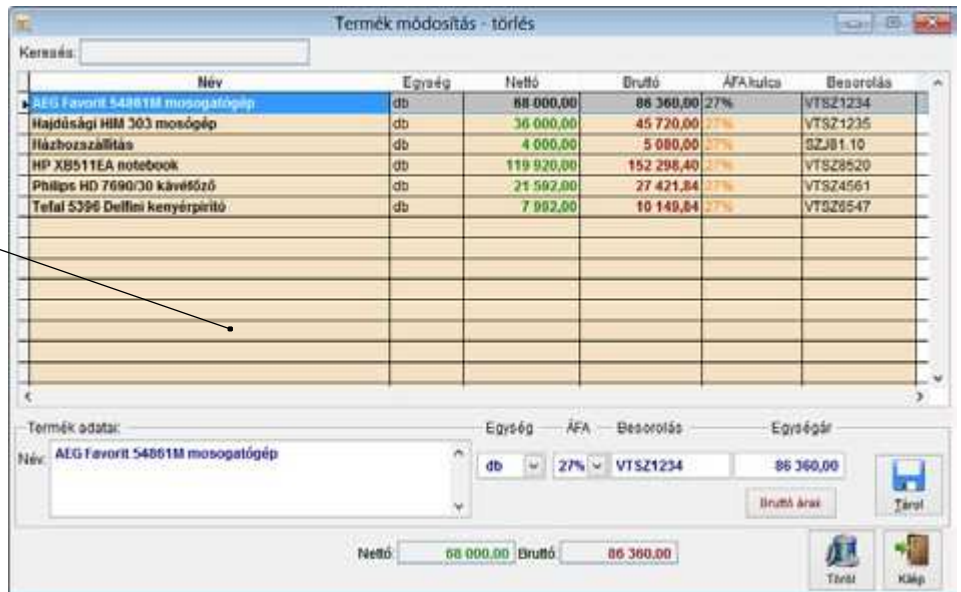 Termék módosítás - törlés
Keresés:
Név Egység Nettó Bruttó ÁFA kulcs Besorolás
AEG Favorit 54861M mosogatógép db 68 000,00 86 360,00 27% VTSZ1234
Hajdúsági HIM 303 mosógép db 36 000,00 45 720,00 27% VTSZ1235
Házhozszállítás db 4 000,00 5 080,00 27% SZJ81.10
HP XB511EA notebook db 119 920,00 152 298,40 27% VTSZ8520
Philips HD 7690/30 kávéfőző db 21 592,00 27 421,84 27% VTSZ4561
Tefal 5396 Delfini kenyérpirító db 7 992,00 10 149,84 27% VTSZ6547
Termék adatai: Egység ÁFA Besorolás Egységár
Név: AEG Favorit 54861M mosogatógép db 27% VTSZ1234 86 360,00
Bruttó árak Tárol
Nettó: 68 000,00 Bruttó: 86 360,00
Töröl Kilép